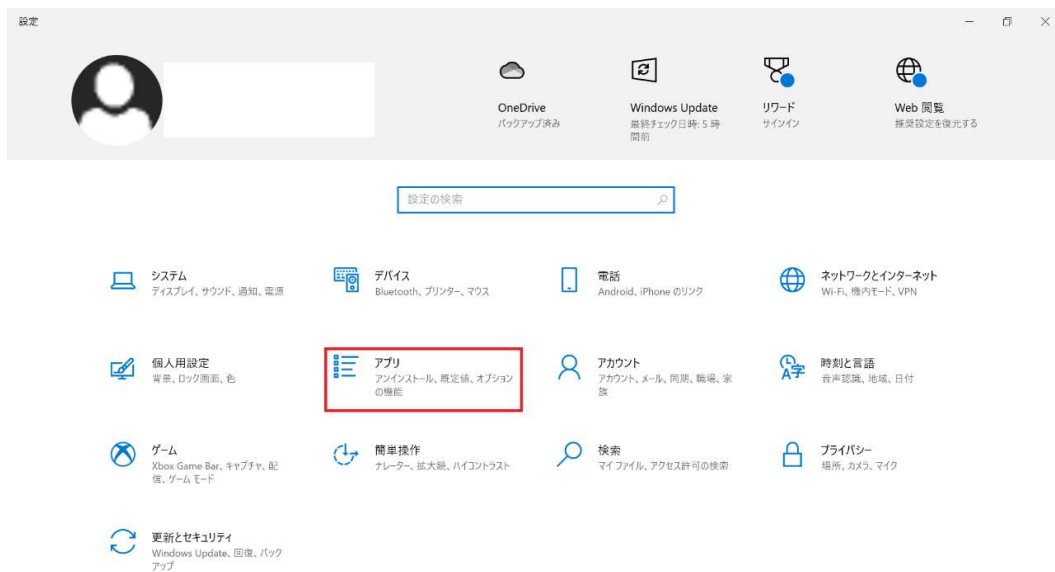 設定
OneDrive
バックアップ済み
Windows Update
最終チェック日時: 5 時
間前
リワード
サインイン
Web 閲覧
推奨設定を復元する
設定の検索
システム
ディスプレイ、サウンド、通知、電源
デバイス
Bluetooth、プリンター、マウス
電話
Android、iPhone のリンク
ネットワークとインターネット
Wi-Fi、機内モード、VPN
個人用設定
背景、ロック画面、色
アプリ
アンインストール、既定値、オプション
の機能
アカウント
アカウント、メール、同期、職場、家
族
時刻と言語
音声認識、地域、日付
ゲーム
Xbox Game Bar、キャプチャ、配
信、ゲーム モード
簡単操作
ナレーター、拡大鏡、ハイコントラスト
検索
マイ ファイル、アクセス許可の検索
プライバシー
場所、カメラ、マイク
更新とセキュリティ
Windows Update、回復、バック
アップ